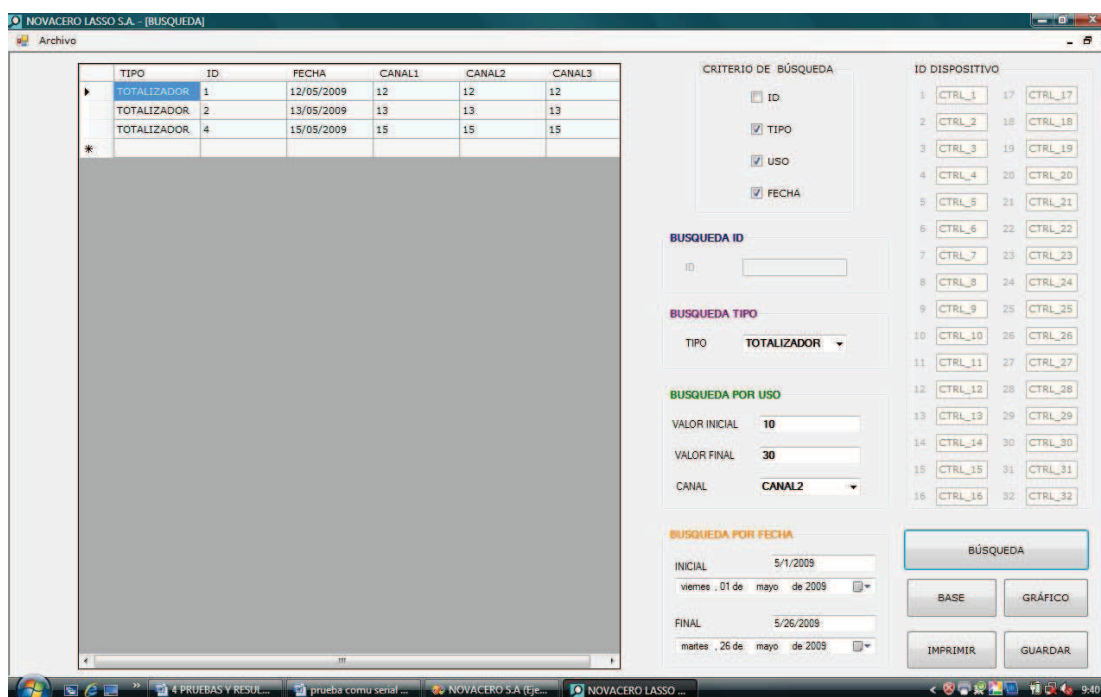 NOVACERO LASSO S.A. - [BUSQUEDA]
Archivo
TIPO ID FECHA CANAL1 CANAL2 CANAL3
TOTALIZADOR 1 12/05/2009 12 12 12
TOTALIZADOR 2 13/05/2009 13 13 13
TOTALIZADOR 4 15/05/2009 15 15 15
CRITERIO DE BÚSQUEDA
ID
TIPO
USO
FECHA
BUSQUEDA ID
ID
BUSQUEDA TIPO
TIPO TOTALIZADOR
BUSQUEDA POR USO
VALOR INICIAL 10
VALOR FINAL 30
CANAL CANAL2
BUSQUEDA POR FECHA
INICIAL 5/1/2009
viernes , 01 de mayo de 2009
FINAL 5/26/2009
martes , 26 de mayo de 2009
ID DISPOSITIVO
1 CTRL_1 17 CTRL_17
2 CTRL_2 18 CTRL_18
3 CTRL_3 19 CTRL_19
4 CTRL_4 20 CTRL_20
5 CTRL_5 21 CTRL_21
6 CTRL_6 22 CTRL_22
7 CTRL_7 23 CTRL_23
8 CTRL_8 24 CTRL_24
9 CTRL_9 25 CTRL_25
10 CTRL_10 26 CTRL_26
11 CTRL_11 27 CTRL_27
12 CTRL_12 28 CTRL_28
13 CTRL_13 29 CTRL_29
14 CTRL_14 30 CTRL_30
15 CTRL_15 31 CTRL_31
16 CTRL_16 32 CTRL_32
BÚSQUEDA
BASE GRÁFICO
IMPRIMIR GUARDAR
4 PRUEBAS Y RESUL... prueba comu serial ... NOVACERO S.A (Eje... NOVACERO LASSO ... 9:40